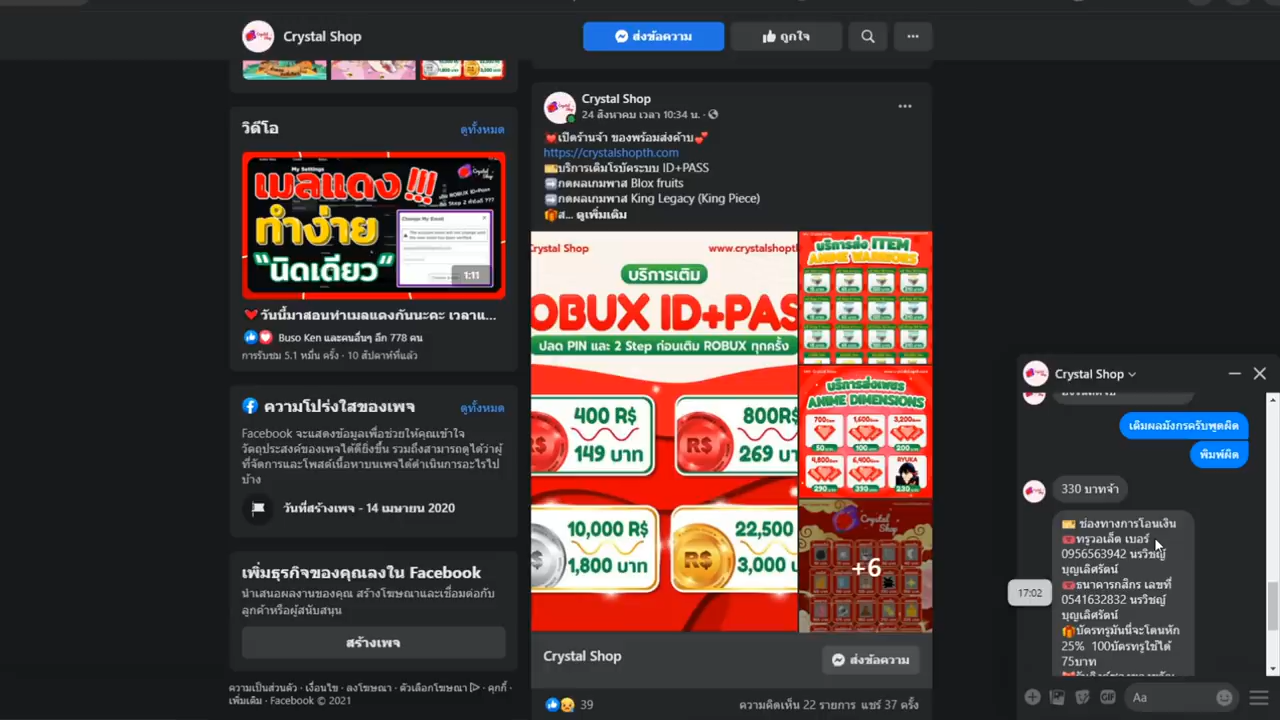 Crystal Shop
ส่งข้อความ
ถูกใจ
วิดีโอ
ดูทั้งหมด
My Settings
Crystal Shop
เมลแดง!!!
ทำง่าย
"นิดเดียว"
Change My Email
1:11
❤️วันนี้มาสอนทำเมลแดงกันนะคะ เวลาแ...
Buso Ken และคนอื่นๆ อีก 778 คน
การรับชม 5.1 หมื่น ครั้ง · 10 สัปดาห์ที่แล้ว
ความโปร่งใสของเพจ
ดูทั้งหมด
Facebook จะแสดงข้อมูลเพื่อช่วยให้คุณเข้าใจ
วัตถุประสงค์ของเพจได้ดียิ่งขึ้น รวมถึงสามารถดูได้ว่าผู้
ที่จัดการและโพสต์เนื้อหาบนเพจได้ดำเนินการอะไรไป
บ้าง
วันที่สร้างเพจ - 14 เมษายน 2020
เพิ่มธุรกิจของคุณลงใน Facebook
นำเสนอผลงานของคุณ สร้างโฆษณาและเชื่อมต่อกับ
ลูกค้าหรือผู้สนับสนุน
สร้างเพจ
ความเป็นส่วนตัว · เงื่อนไข · ลงโฆษณา · ตัวเลือกโฆษณา · คุกกี้ ·
เพิ่มเติม · Facebook © 2021
Crystal Shop
24 สิงหาคม เวลา 10:34 น. ·
💓เปิดร้านจ้า ของพร้อมส่งค้าบ💕
https://crystalshopth.com
🎫บริการเติมโรบัคระบบ ID+PASS
➡️กดผลเกมพาส Blox fruits
➡️กดผลเกมพาส King Legacy (King Piece)
🎁ส... ดูเพิ่มเติม
Crystal Shop
www.crystalshopth
บริการเติม
OBUX ID+PAS
ปลด PIN และ 2 Step ก่อนเติม ROBUX ทุกครั้ง
400 R$
149 บาท
800R$
269 บาท
10,000 R$
1,800 บาท
22,500
3,000
บริการส่ง ITEM
ANIME WARRIORS
บริการส่งเพชร
ANIME DIMENSIONS
700
1,600
3,200
50
100
200
4,800
6,400
RYUKA
290
390
230
Crystal Shop
+6
Crystal Shop
ส่งข้อความ
39
ความคิดเห็น 22 รายการ แชร์ 37 ครั้ง
Crystal Shop
เติมผลมังกรครับพูดผิด
พิมพ์ผิด
330 บาทจ้า
🎫 ช่องทางการโอนเงิน
ทรูวอเล็ต เบอร์
0956563942 นรวิชญ์
บุญเลิศรัตน์
ธนาคารกสิกร เลขที่
0541632832 นรวิชญ์
บุญเลิศรัตน์
🎁บัตรทรูมันนี่จะโดนหัก
25% 100บัตรทรูใช้ได้
75บาท
17:02
GIF
Aa